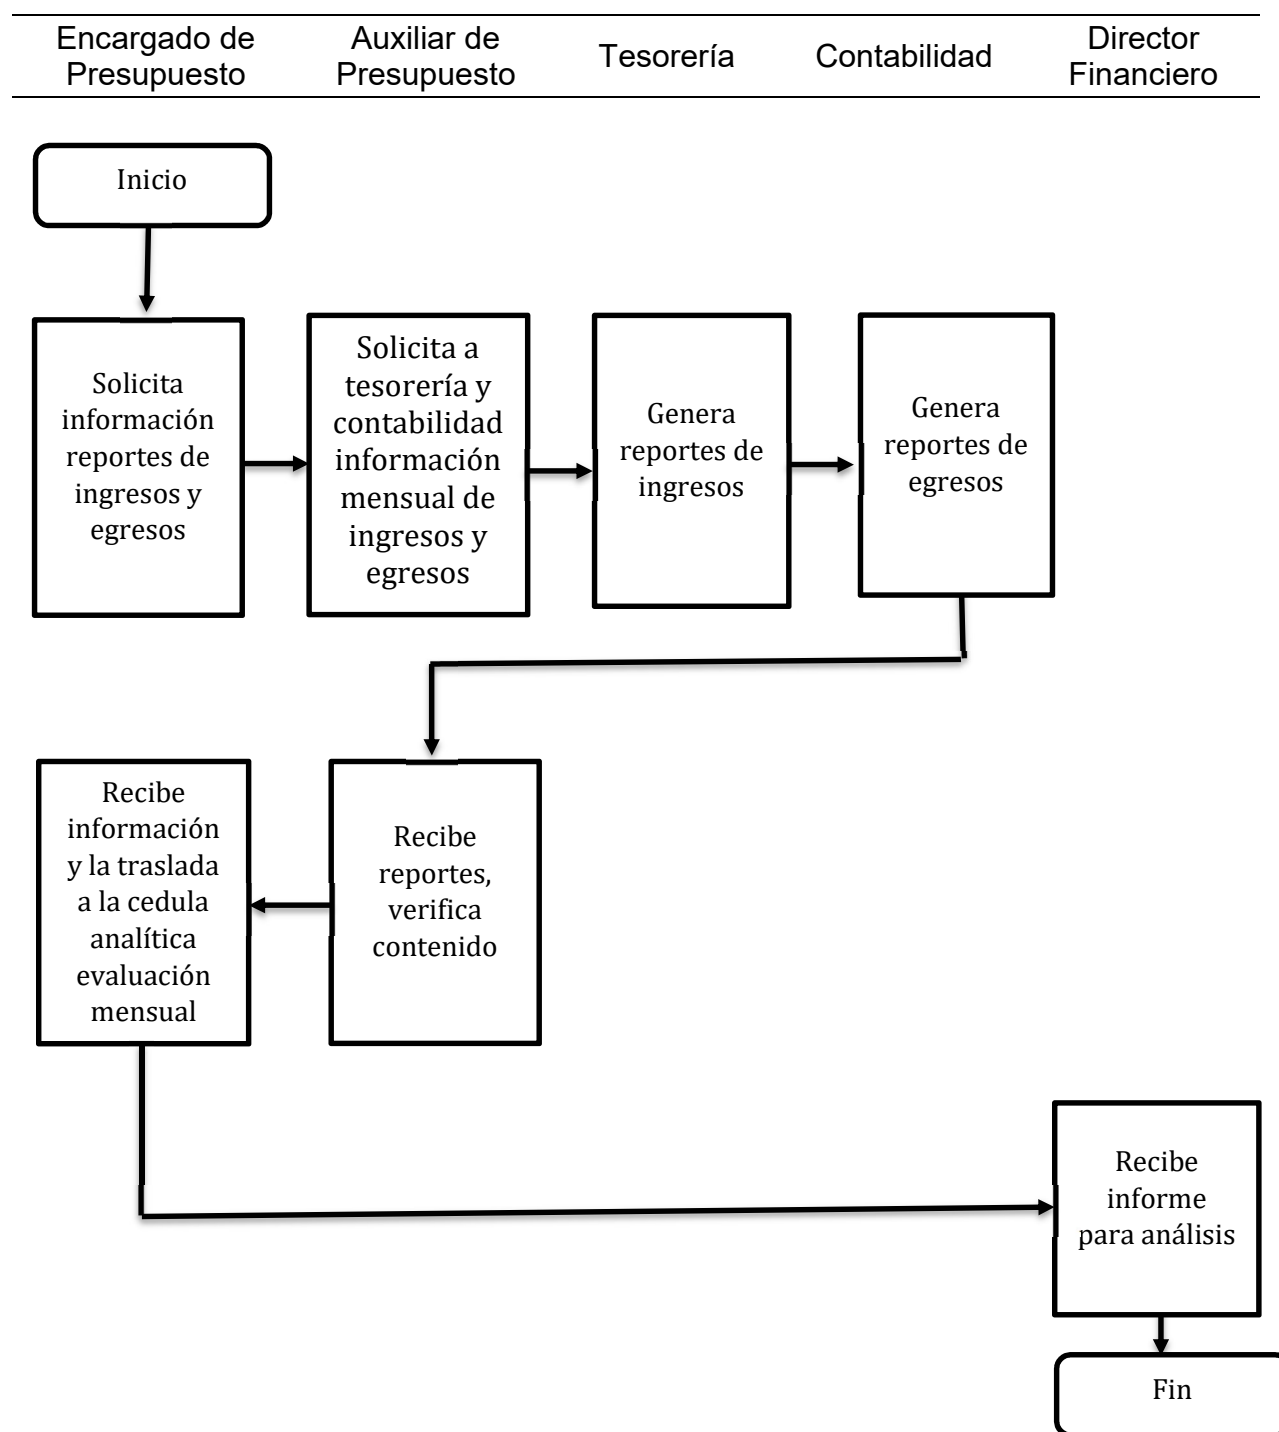 Encargado de
Presupuesto
Auxiliar de
Presupuesto
Tesorería
Contabilidad
Director
Financiero
Inicio
Solicita
información
reportes de
ingresos y
egresos
Solicita a
tesorería y
contabilidad
información
mensual de
ingresos y
egresos
Genera
reportes de
ingresos
Genera
reportes de
egresos
Recibe
información
y la traslada
a la cedula
analítica
evaluación
mensual
Recibe
reportes,
verifica
contenido
Recibe
informe
para análisis
Fin